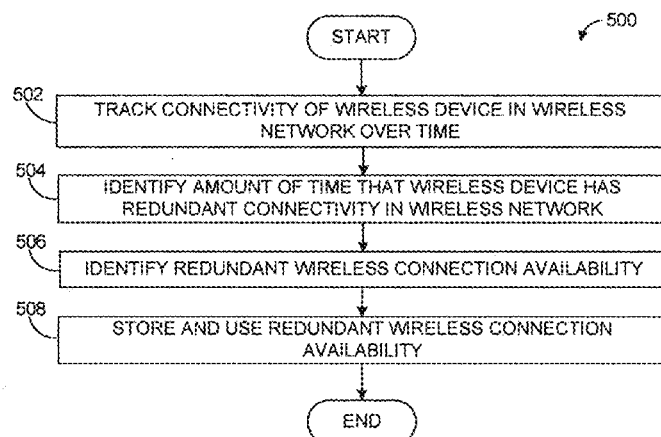 START
500
502
TRACK CONNECTIVITY OF WIRELESS DEVICE IN WIRELESS
NETWORK OVER TIME
504
IDENTIFY AMOUNT OF TIME THAT WIRELESS DEVICE HAS
REDUNDANT CONNECTIVITY IN WIRELESS NETWORK
506
IDENTIFY REDUNDANT WIRELESS CONNECTION AVAILABILITY
508
STORE AND USE REDUNDANT WIRELESS CONNECTION
AVAILABILITY
END